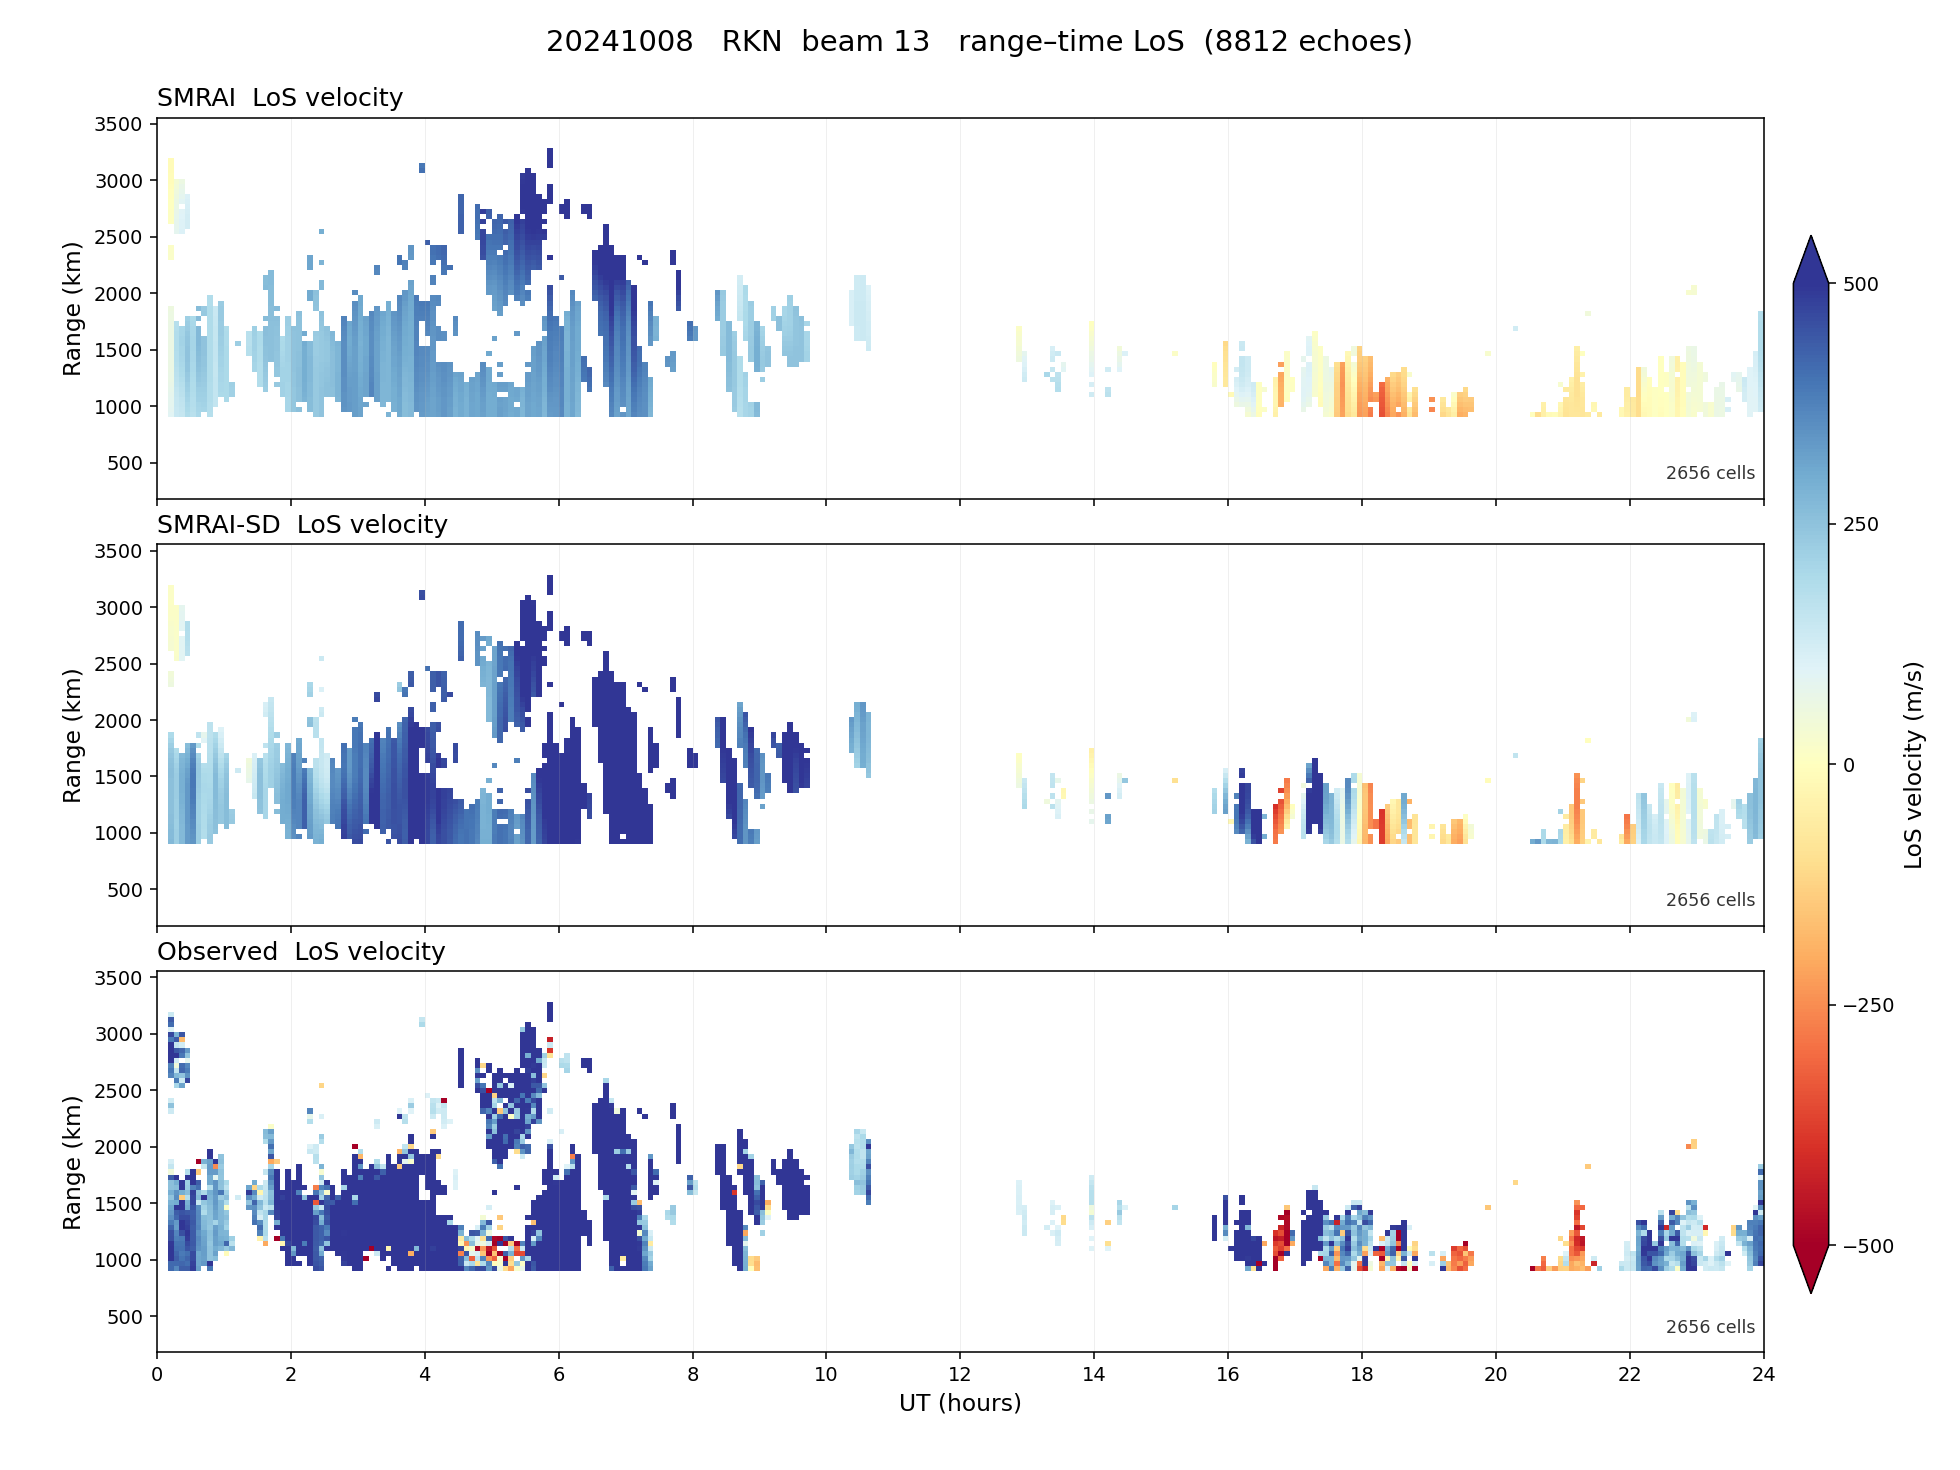 20241008   RKN  beam 13   range–time LoS  (8812 echoes)
SMRAI  LoS velocity
3500
3000
2500
2000
1500
1000
500
Range (km)
2656 cells
SMRAI-SD  LoS velocity
3500
3000
2500
2000
1500
1000
500
Range (km)
2656 cells
Observed  LoS velocity
3500
3000
2500
2000
1500
1000
500
Range (km)
2656 cells
0 2 4 6 8 10 12 14 16 18 20 22 24
UT (hours)
500
250
0
−250
−500
LoS velocity (m/s)